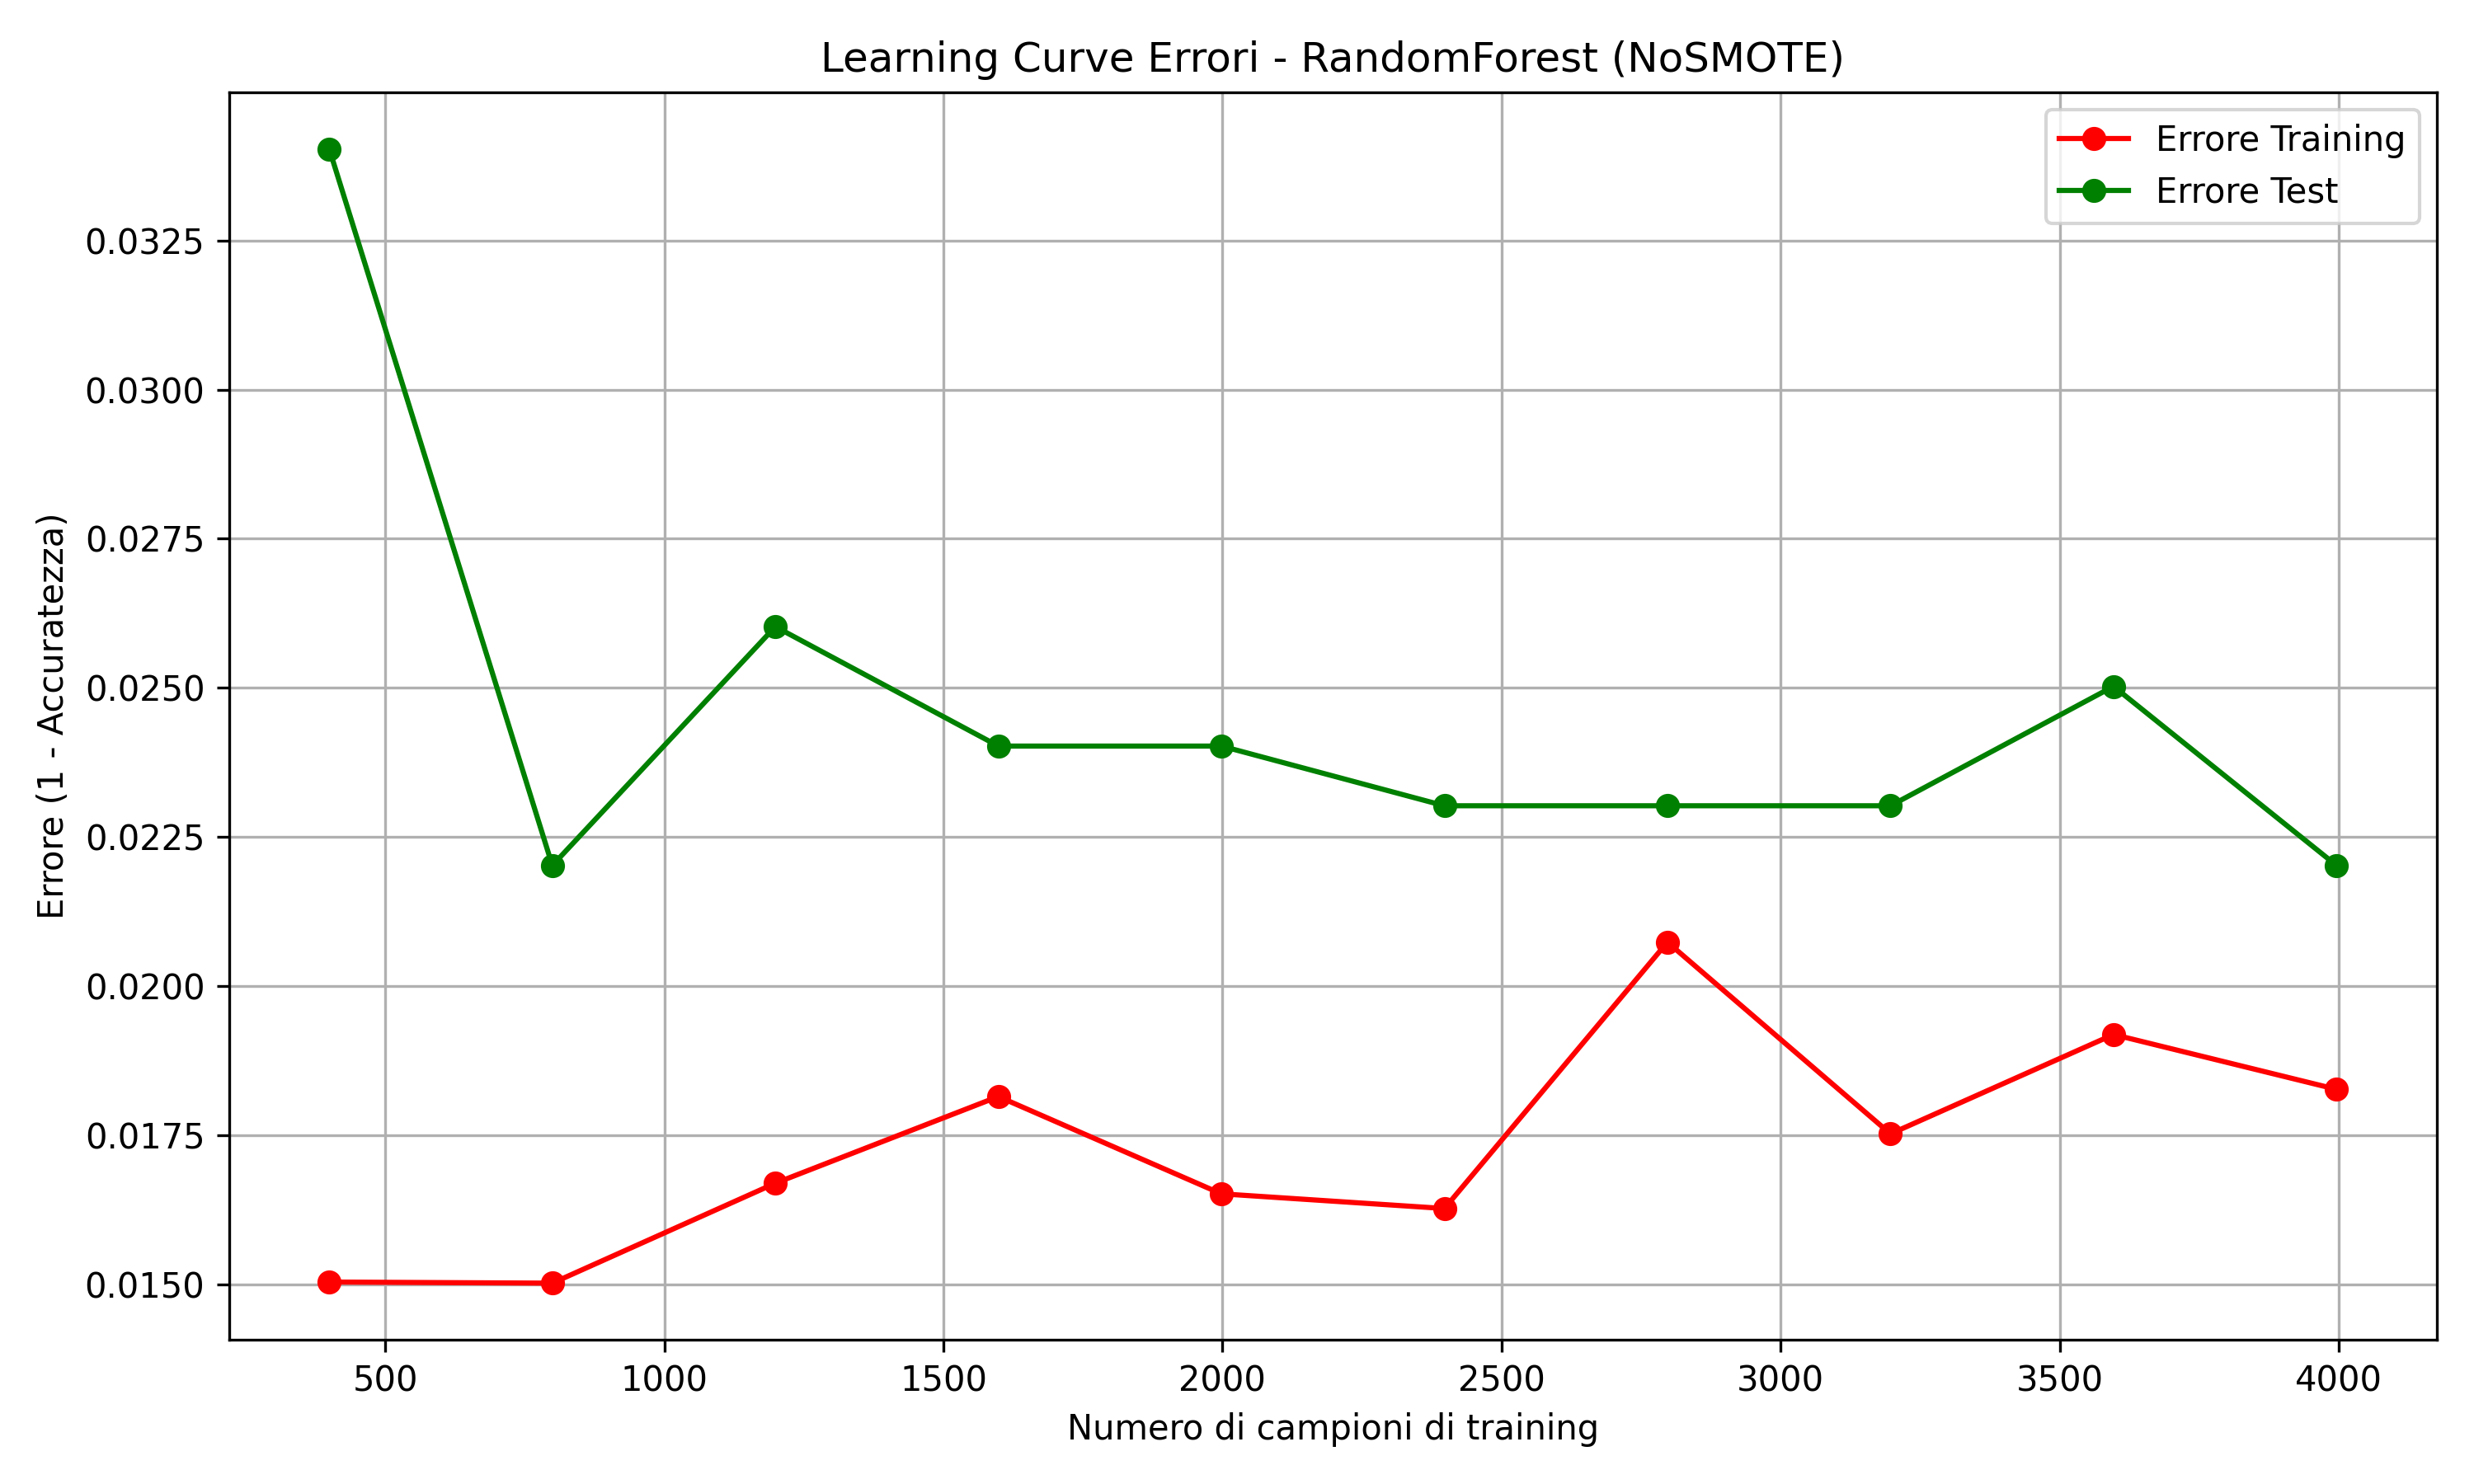 Learning Curve Errori - RandomForest (NoSMOTE)
Errore Training
Errore Test
Errore (1 - Accuratezza)
0.0325
0.0300
0.0275
0.0250
0.0225
0.0200
0.0175
0.0150
500 1000 1500 2000 2500 3000 3500 4000
Numero di campioni di training